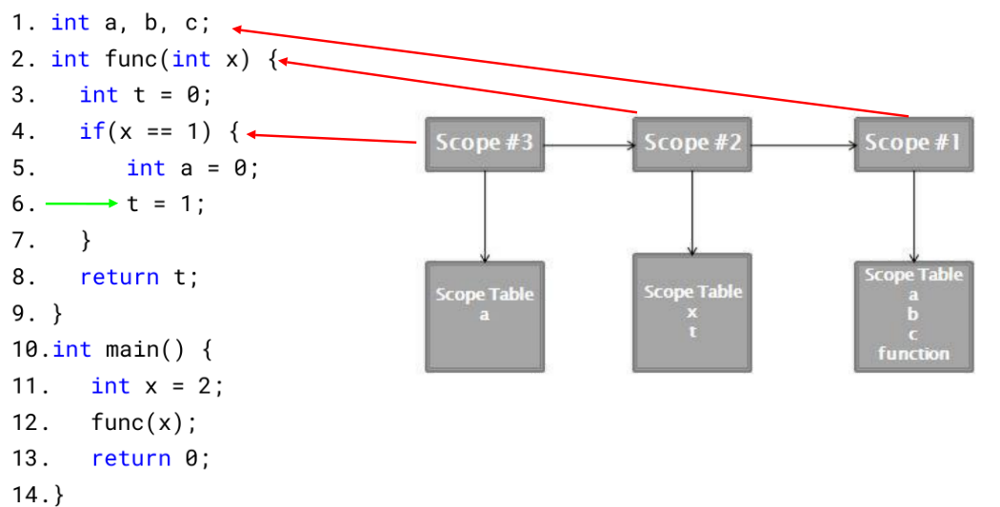 1. int a, b, c;
2. int func(int x) {
3. int t = 0;
4. if(x == 1) {
5. int a = 0;
6. t = 1;
7. }
8. return t;
9. }
10.int main() {
11. int x = 2;
12. func(x);
13. return 0;
14.}
Scope #3
Scope #2
Scope #1
Scope Table
a
Scope Table
x
t
Scope Table
a
b
c
function